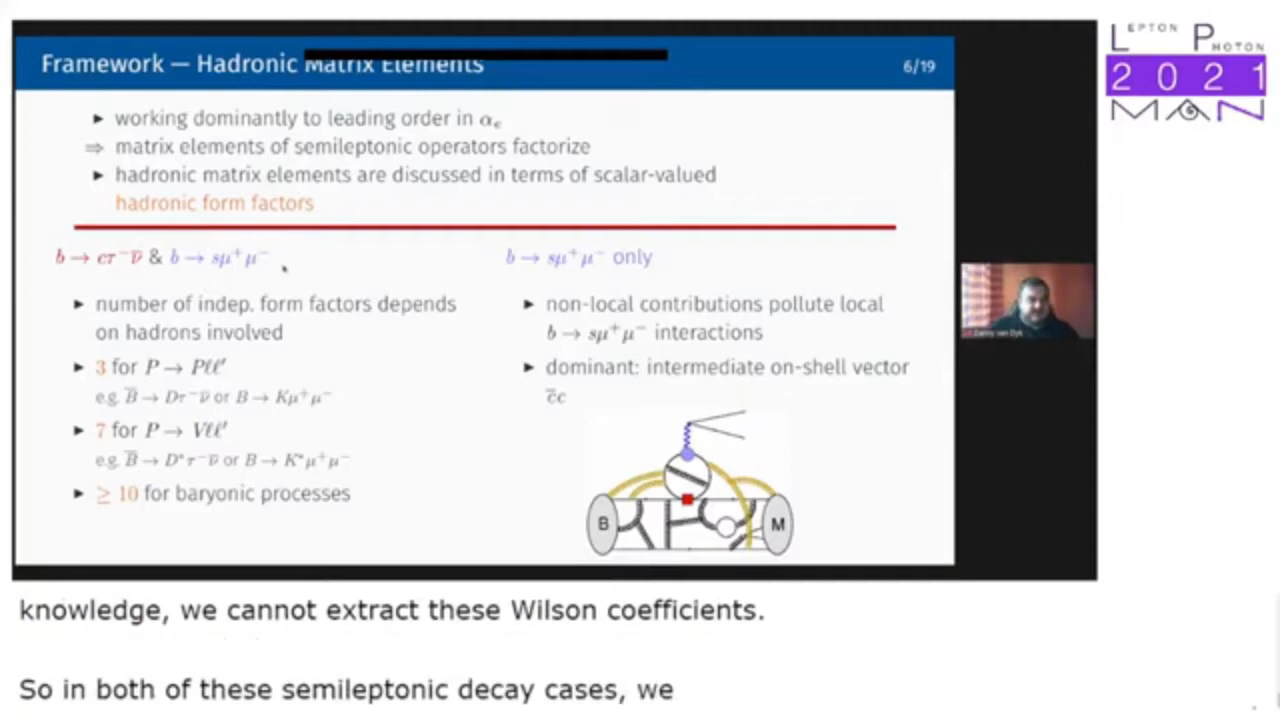 Framework — Hadronic Matrix Elements
6/19
▶ working dominantly to leading order in αe
⇒ matrix elements of semileptonic operators factorize
▶ hadronic matrix elements are discussed in terms of scalar-valued
hadronic form factors
b → cτ⁻ν̅ & b → sμ⁺μ⁻
▶ number of indep. form factors depends
on hadrons involved
▶ 3 for P → Pℓℓ′
e.g. B̅ → Dτ⁻ν̅ or B → Kμ⁺μ⁻
▶ 7 for P → Vℓℓ′
e.g. B̅ → D*τ⁻ν̅ or B → K*μ⁺μ⁻
▶ ≥ 10 for baryonic processes
b → sμ⁺μ⁻ only
▶ non-local contributions pollute local
b → sμ⁺μ⁻ interactions
▶ dominant: intermediate on-shell vector
c̅c
B
M
LEPTON PHOTON
2021
MAN
Danny van Dyk
knowledge, we cannot extract these Wilson coefficients.
So in both of these semileptonic decay cases, we